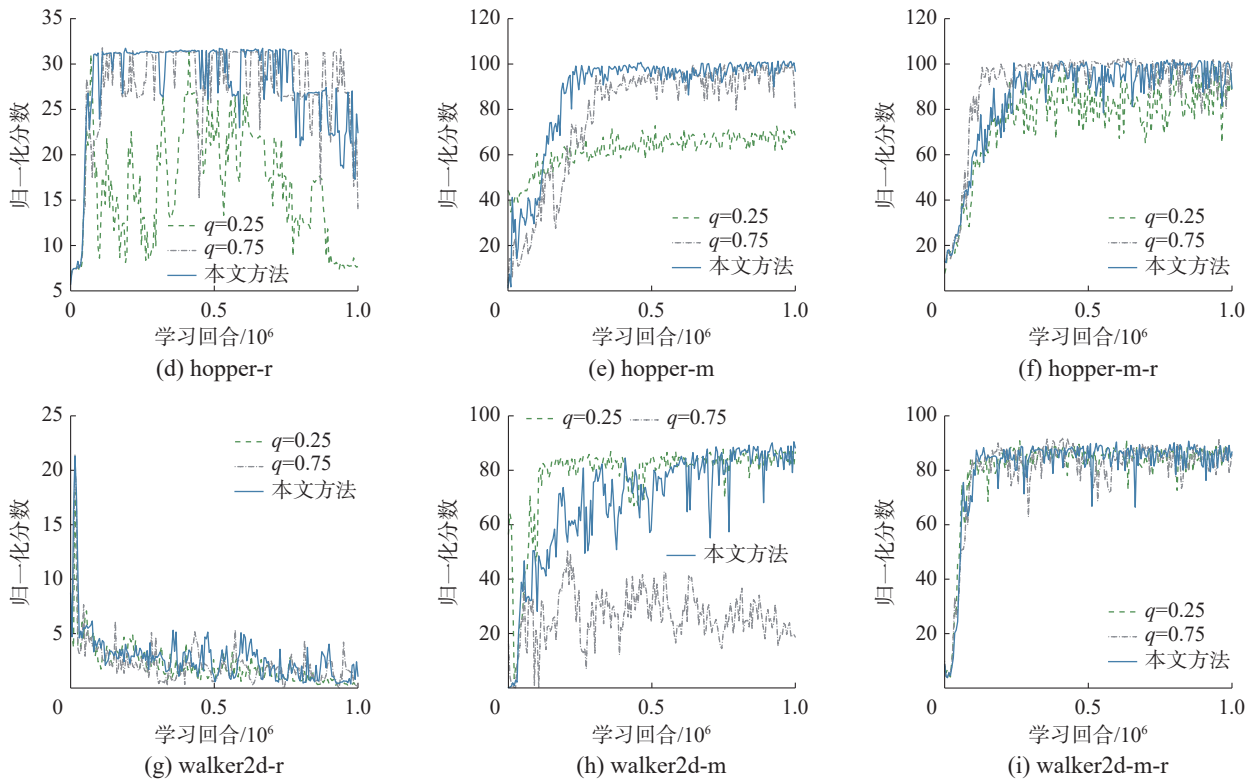 35
30
25
20
15
10
5
归一化分数
q=0.25
q=0.75
本文方法
0
0.5
1.0
学习回合/10⁶
(d) hopper-r
120
100
80
60
40
20
归一化分数
q=0.25
q=0.75
本文方法
0
0.5
1.0
学习回合/10⁶
(e) hopper-m
120
100
80
60
40
20
归一化分数
q=0.25
q=0.75
本文方法
0
0.5
1.0
学习回合/10⁶
(f) hopper-m-r
25
20
15
10
5
归一化分数
q=0.25
q=0.75
本文方法
0
0.5
1.0
学习回合/10⁶
(g) walker2d-r
100
80
60
40
20
归一化分数
q=0.25 q=0.75
本文方法
0
0.5
1.0
学习回合/10⁶
(h) walker2d-m
100
80
60
40
20
归一化分数
q=0.25
q=0.75
本文方法
0
0.5
1.0
学习回合/10⁶
(i) walker2d-m-r